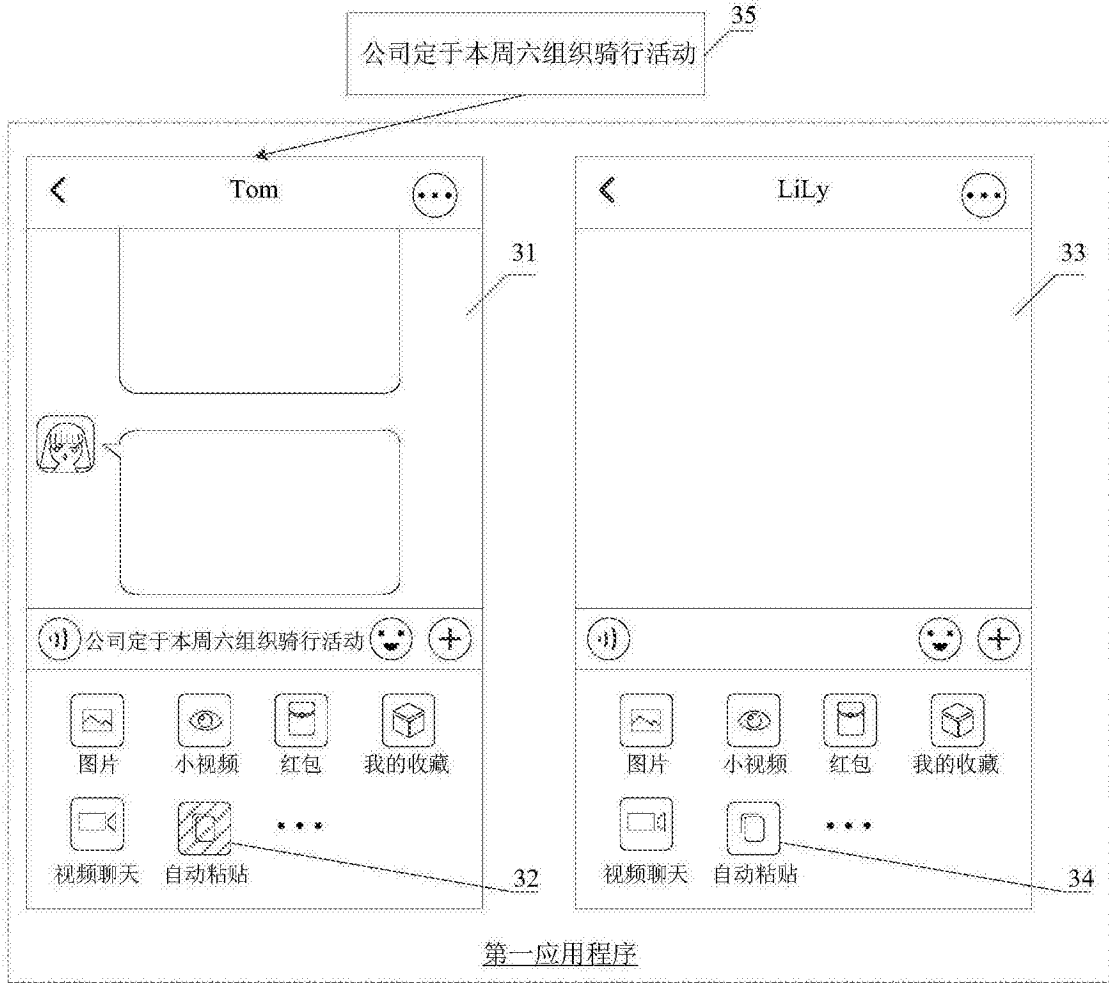 35
公司定于本周六组织骑行活动
Tom
31
公司定于本周六组织骑行活动
图片 小视频 红包 我的收藏
视频聊天 自动粘贴
32
LiLy
33
图片 小视频 红包 我的收藏
视频聊天 自动粘贴
34
第一应用程序